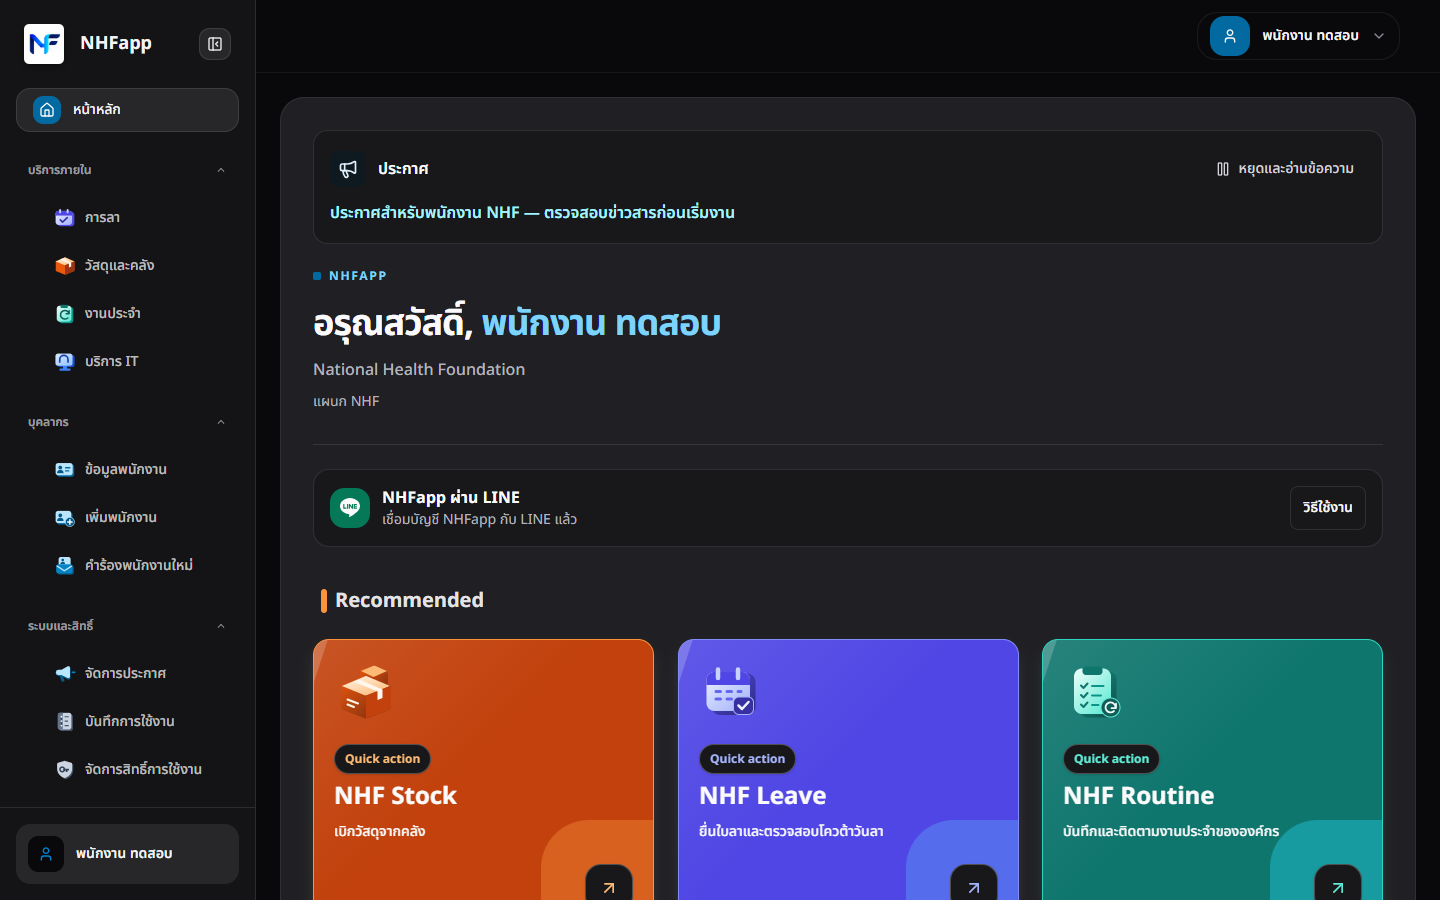 NHFapp
หน้าหลัก
บริการภายใน
การลา
วัสดุและคลัง
งานประจำ
บริการ IT
บุคลากร
ข้อมูลพนักงาน
เพิ่มพนักงาน
คำร้องพนักงานใหม่
ระบบและสิทธิ์
จัดการประกาศ
บันทึกการใช้งาน
จัดการสิทธิ์การใช้งาน
พนักงาน ทดสอบ
พนักงาน ทดสอบ
ประกาศ
หยุดและอ่านข้อความ
ประกาศสำหรับพนักงาน NHF — ตรวจสอบข่าวสารก่อนเริ่มงาน
NHFAPP
อรุณสวัสดิ์, พนักงาน ทดสอบ
National Health Foundation
แผนก NHF
LINE
NHFapp ผ่าน LINE
เชื่อมบัญชี NHFapp กับ LINE แล้ว
วิธีใช้งาน
Recommended
Quick action
NHF Stock
เบิกวัสดุจากคลัง
Quick action
NHF Leave
ยื่นใบลาและตรวจสอบโควต้าวันลา
Quick action
NHF Routine
บันทึกและติดตามงานประจำขององค์กร